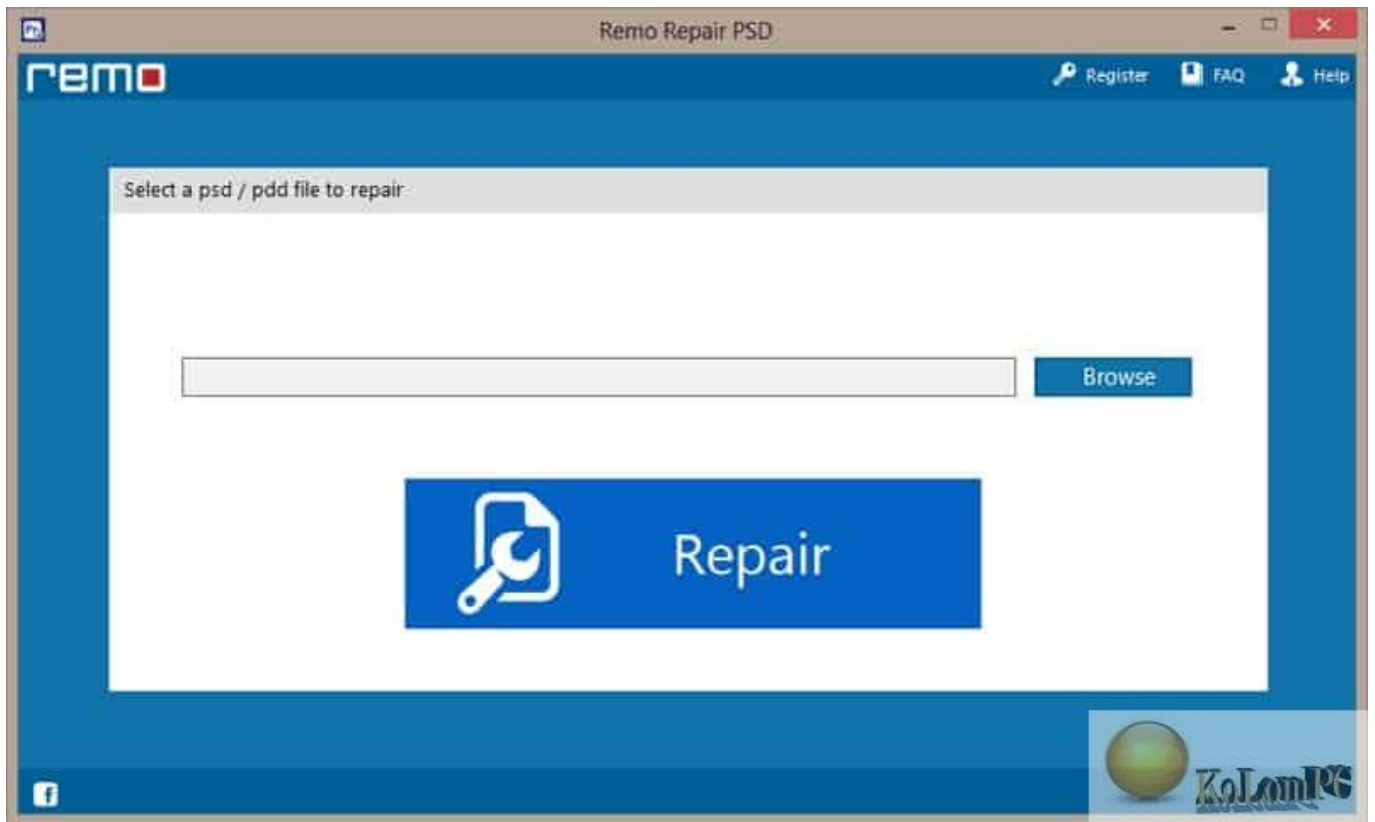 Remo Repair PSD
remo
Register FAQ Help
Select a psd / pdd file to repair
Browse
Repair
f
KoLomPC